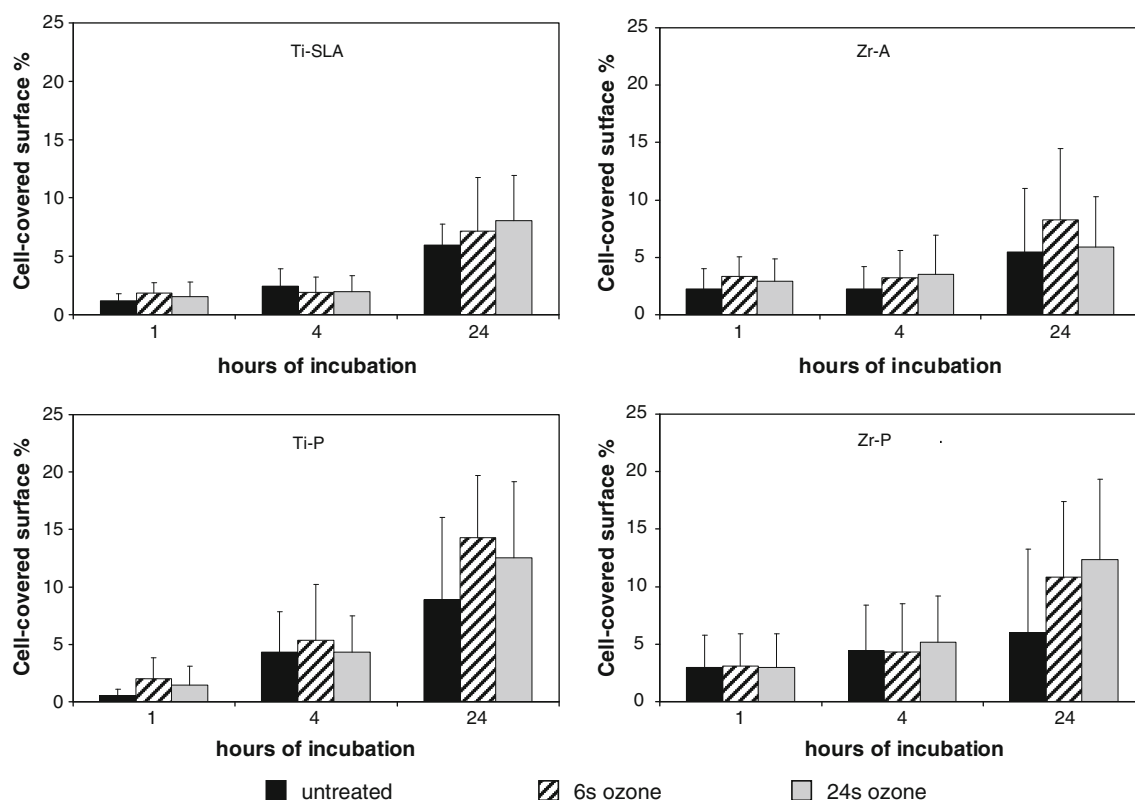 Cell-covered surface %
25
20
15
10
5
0
Ti-SLA
1 4 24
hours of incubation
Cell-covered sutface %
25
20
15
10
5
0
Zr-A
1 4 24
hours of incubation
Cell-covered surface %
25
20
15
10
5
0
Ti-P
1 4 24
hours of incubation
Cell-covered surface %
25
20
15
10
5
0
Zr-P
1 4 24
hours of incubation
untreated 6s ozone 24s ozone